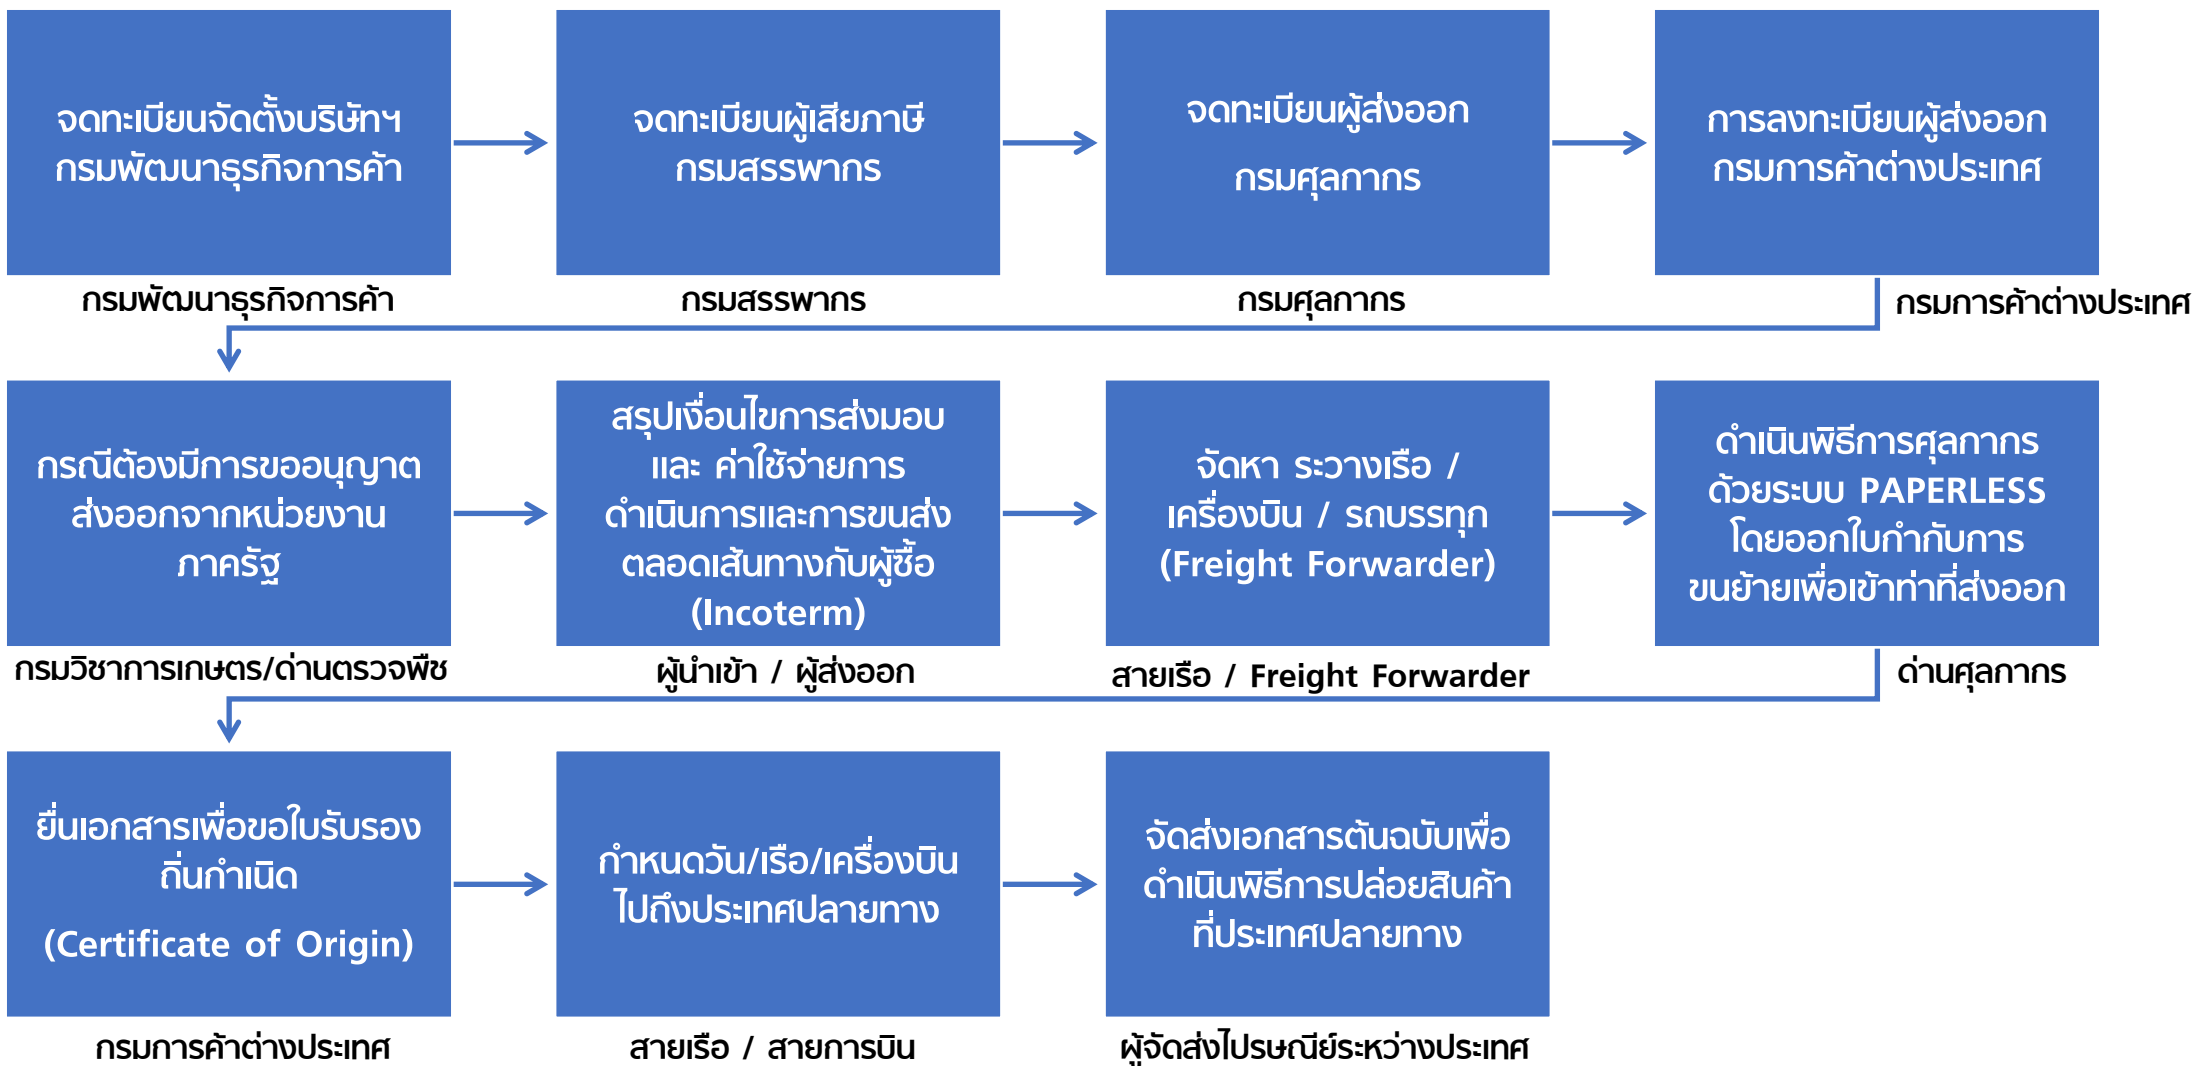 จดทะเบียนจัดตั้งบริษัทฯ
กรมพัฒนาธุรกิจการค้า
กรมพัฒนาธุรกิจการค้า
จดทะเบียนผู้เสียภาษี
กรมสรรพากร
กรมสรรพากร
จดทะเบียนผู้ส่งออก
กรมศุลกากร
กรมศุลกากร
การลงทะเบียนผู้ส่งออก
กรมการค้าต่างประเทศ
กรมการค้าต่างประเทศ
กรณีต้องมีการขออนุญาต
ส่งออกจากหน่วยงาน
ภาครัฐ
กรมวิชาการเกษตร/ด่านตรวจพืช
สรุปเงื่อนไขการส่งมอบ
และ ค่าใช้จ่ายการ
ดำเนินการและการขนส่ง
ตลอดเส้นทางกับผู้ซื้อ
(Incoterm)
ผู้นำเข้า / ผู้ส่งออก
จัดหา ระวางเรือ /
เครื่องบิน / รถบรรทุก
(Freight Forwarder)
สายเรือ / Freight Forwarder
ดำเนินพิธีการศุลกากร
ด้วยระบบ PAPERLESS
โดยออกใบกำกับการ
ขนย้ายเพื่อเข้าท่าที่ส่งออก
ด่านศุลกากร
ยื่นเอกสารเพื่อขอใบรับรอง
ถิ่นกำเนิด
(Certificate of Origin)
กรมการค้าต่างประเทศ
กำหนดวัน/เรือ/เครื่องบิน
ไปถึงประเทศปลายทาง
สายเรือ / สายการบิน
จัดส่งเอกสารต้นฉบับเพื่อ
ดำเนินพิธีการปล่อยสินค้า
ที่ประเทศปลายทาง
ผู้จัดส่งไปรษณีย์ระหว่างประเทศ